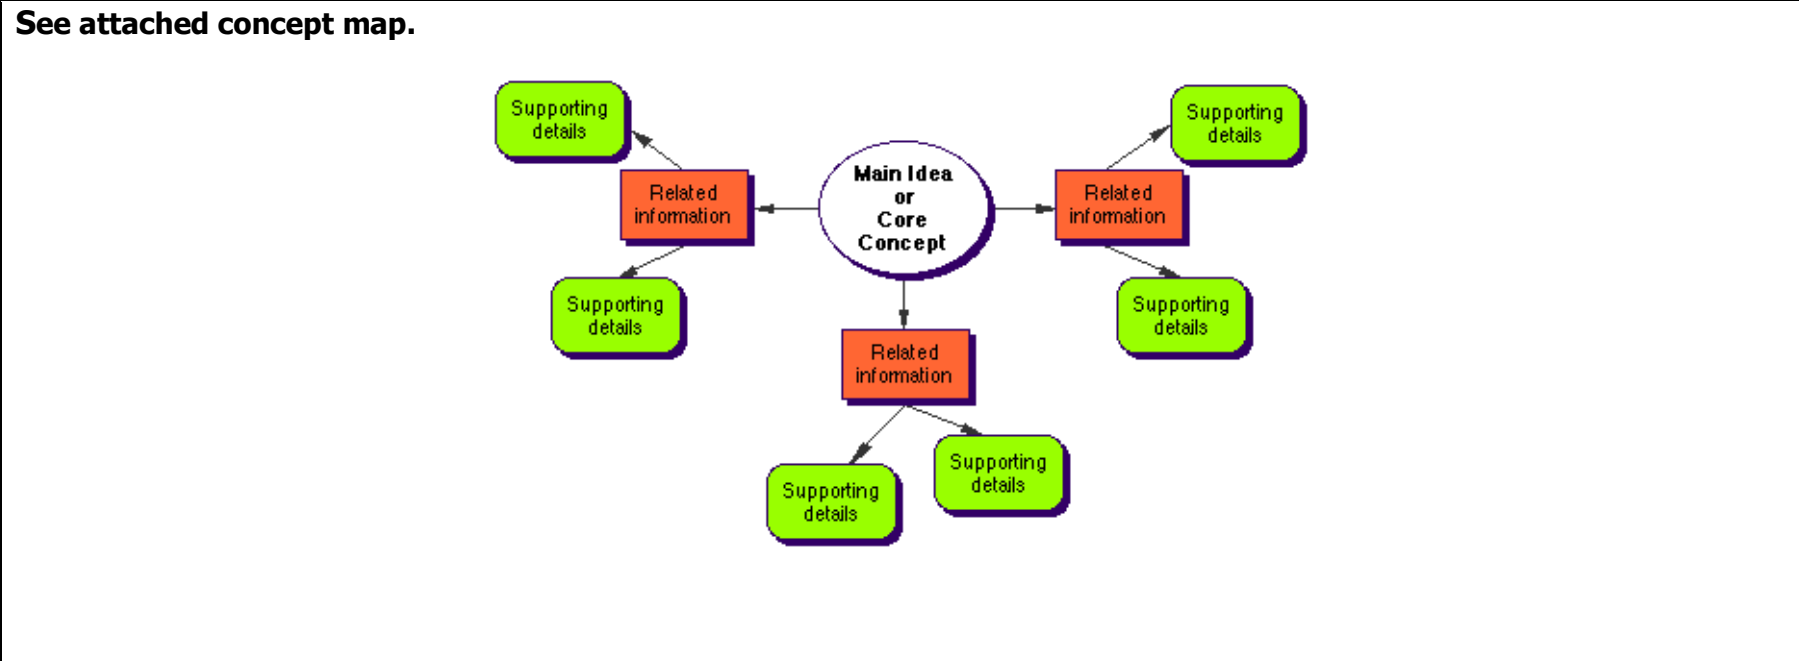 See attached concept map.
Supporting
details
Supporting
details
Main Idea
or
Core
Concept
Related
information
Related
information
Supporting
details
Supporting
details
Related
information
Supporting
details
Supporting
details